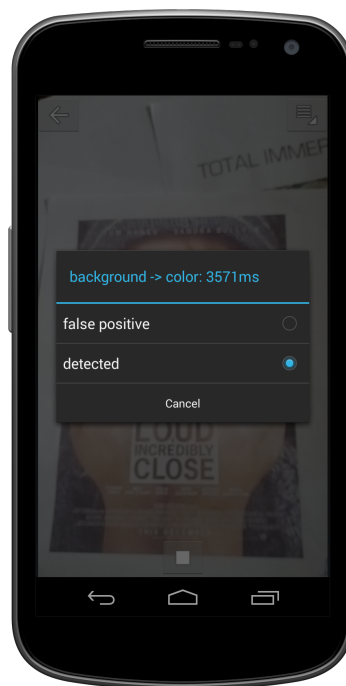 TOTAL IMMER
background -> color: 3571ms
false positive
detected
Cancel
LOUD
INCREDIBLY
CLOSE